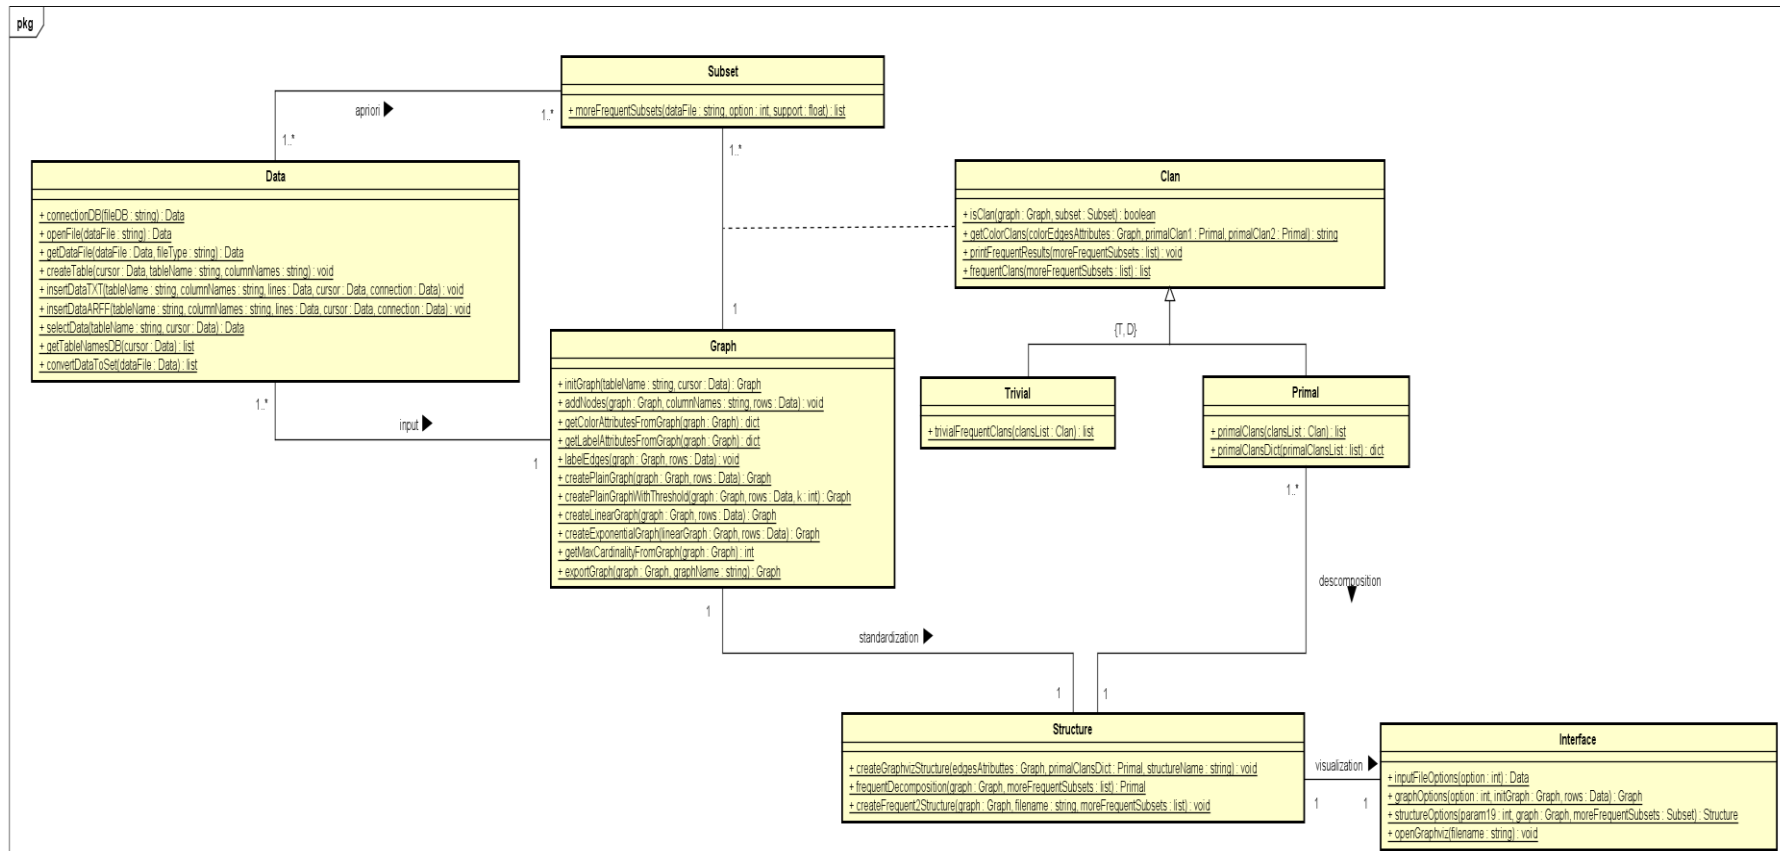 pkg
Subset
+ moreFrequentSubsets(dataFile : string, option : int, support : float) : list
apriori
1..*
1..*
1..*
Data
+ connectionDB(fileDB : string) : Data
+ openFile(dataFile : string) : Data
+ getDataFile(dataFile : Data, fileType : string) : Data
+ createTable(cursor : Data, tableName : string, columnNames : string) : void
+ insertDataTXT(tableName : string, columnNames : string, lines : Data, cursor : Data, connection : Data) : void
+ insertDataARFF(tableName : string, columnNames : string, lines : Data, cursor : Data, connection : Data) : void
+ selectData(tableName : string, cursor : Data) : Data
+ getTableNamesDB(cursor : Data) : list
+ convertDataToSet(dataFile : Data) : list
Clan
+ isClan(graph : Graph, subset : Subset) : boolean
+ getColorClans(colorEdgesAttributes : Graph, primalClan1 : Primal, primalClan2 : Primal) : string
+ printFrequentResults(moreFrequentSubsets : list) : void
+ frequentClans(moreFrequentSubsets : list) : list
{T, D}
1
1..*
input
1
Graph
+ initGraph(tableName : string, cursor : Data) : Graph
+ addNodes(graph : Graph, columnNames : string, rows : Data) : void
+ getColorAttributesFromGraph(graph : Graph) : dict
+ getLabelAttributesFromGraph(graph : Graph) : dict
+ labelEdges(graph : Graph, rows : Data) : void
+ createPlainGraph(graph : Graph, rows : Data) : Graph
+ createPlainGraphWithThreshold(graph : Graph, rows : Data, k : int) : Graph
+ createLinearGraph(graph : Graph, rows : Data) : Graph
+ createExponentialGraph(linearGraph : Graph, rows : Data) : Graph
+ getMaxCardinalityFromGraph(graph : Graph) : int
+ exportGraph(graph : Graph, graphName : string) : Graph
Trivial
+ trivialFrequentClans(clansList : Clan) : list
Primal
+ primalClans(clansList : Clan) : list
+ primalClansDict(primalClansList : list) : dict
1..*
descomposition
1
standardization
1
1
Structure
+ createGraphvizStructure(edgesAtributtes : Graph, primalClansDict : Primal, structureName : string) : void
+ frequentDecomposition(graph : Graph, moreFrequentSubsets : list) : Primal
+ createFrequent2Structure(graph : Graph, filename : string, moreFrequentSubsets : list) : void
visualization
1
1
Interface
+ inputFileOptions(option : int) : Data
+ graphOptions(option : int, initGraph : Graph, rows : Data) : Graph
+ structureOptions(param19 : int, graph : Graph, moreFrequentSubsets : Subset) : Structure
+ openGraphviz(filename : string) : void